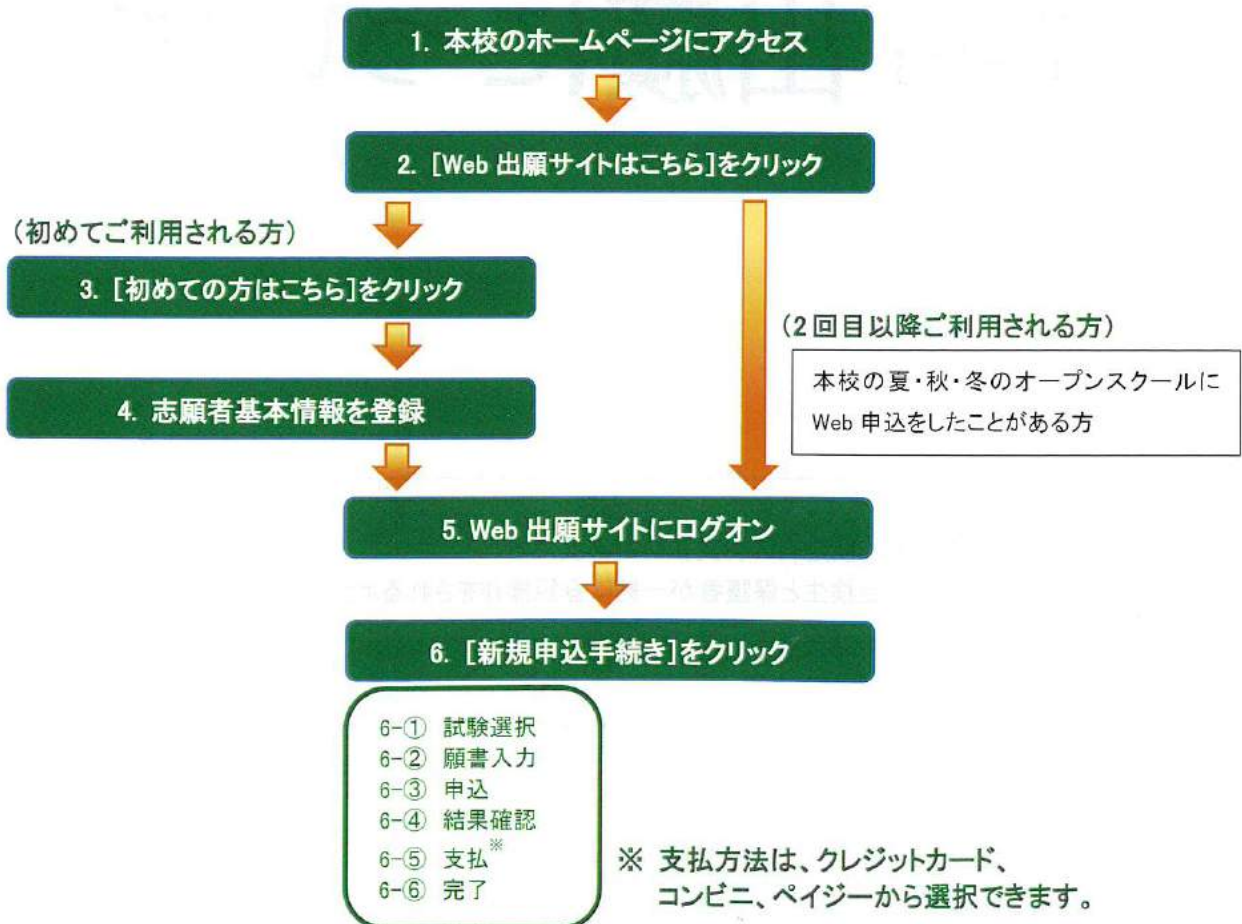 1. 本校のホームページにアクセス
2. [Web 出願サイトはこちら]をクリック
(初めてご利用される方)
3. [初めての方はこちら]をクリック
(2回目以降ご利用される方)
本校の夏・秋・冬のオープンスクールに
Web 申込をしたことがある方
4. 志願者基本情報を登録
5. Web 出願サイトにログオン
6. [新規申込手続き]をクリック
6-① 試験選択
6-② 願書入力
6-③ 申込
6-④ 結果確認
6-⑤ 支払※
6-⑥ 完了
※ 支払方法は、クレジットカード、
コンビニ、ペイジーから選択できます。